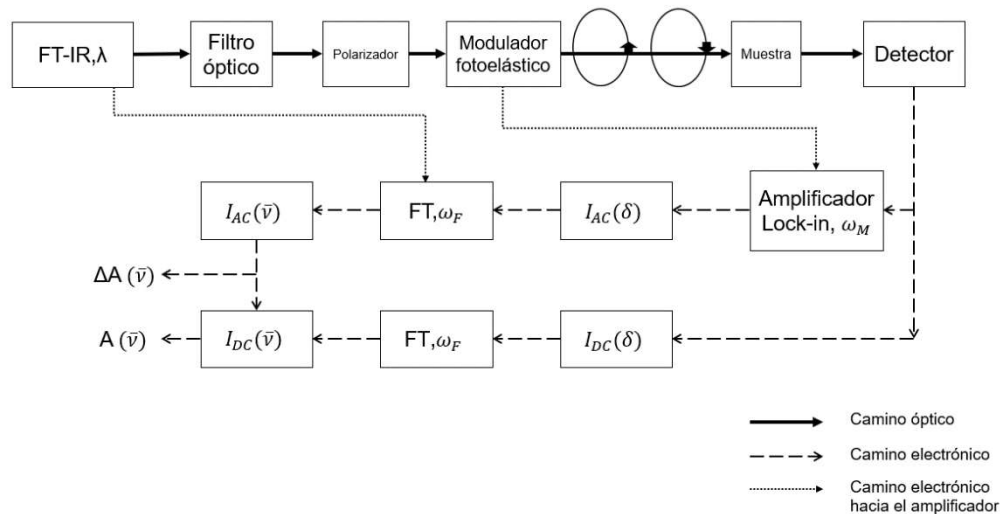 FT-IR,λ
Filtro
óptico
Polarizador
Modulador
fotoelástico
Muestra
Detector
I_AC(ν̄)
FT,ω_F
I_AC(δ)
Amplificador
Lock-in, ω_M
ΔA (ν̄)
A (ν̄)
I_DC(ν̄)
FT,ω_F
I_DC(δ)
Camino óptico
Camino electrónico
Camino electrónico
hacia el amplificador